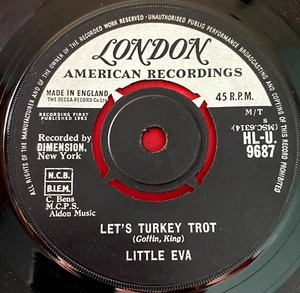 ALL RIGHTS OF THE MANUFACTURER AND OF THE OWNER OF THE RECORDED WORK RESERVED. UNAUTHORISED PUBLIC PERFORMANCE, BROADCASTING AND COPYING OF THIS RECORD PROHIBITED
LONDON
AMERICAN RECORDINGS
MADE IN ENGLAND
THE DECCA RECORD Co LTD
45 R.P.M.
M/T
RECORDING FIRST
PUBLISHED 1963
Recorded by
DIMENSION,
New York
HL-U.
9687
N.C.B.
B.I.E.M.
C. Bens
M.C.P.S.
Aldon Music
LET'S TURKEY TROT
(Goffin, King)
LITTLE EVA